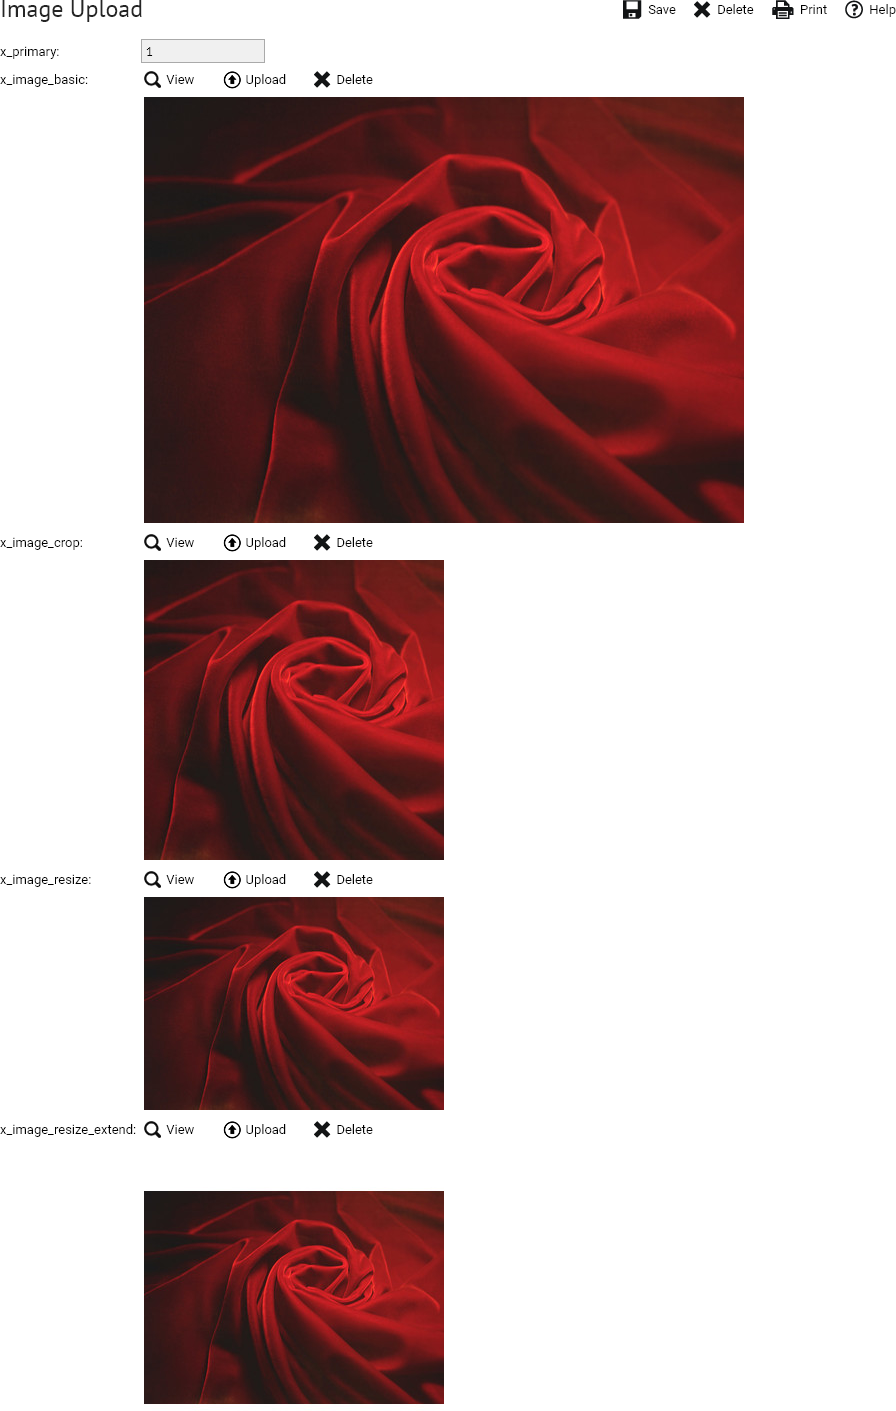 Image Upload Save Delete Print Help
x_primary: 1
x_image_basic: View Upload Delete
x_image_crop: View Upload Delete
x_image_resize: View Upload Delete
x_image_resize_extend: View Upload Delete